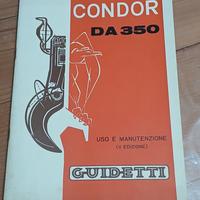 CONDOR
DA 350
USO E MANUTENZIONE
(II EDIZIONE)
GUIDETTI